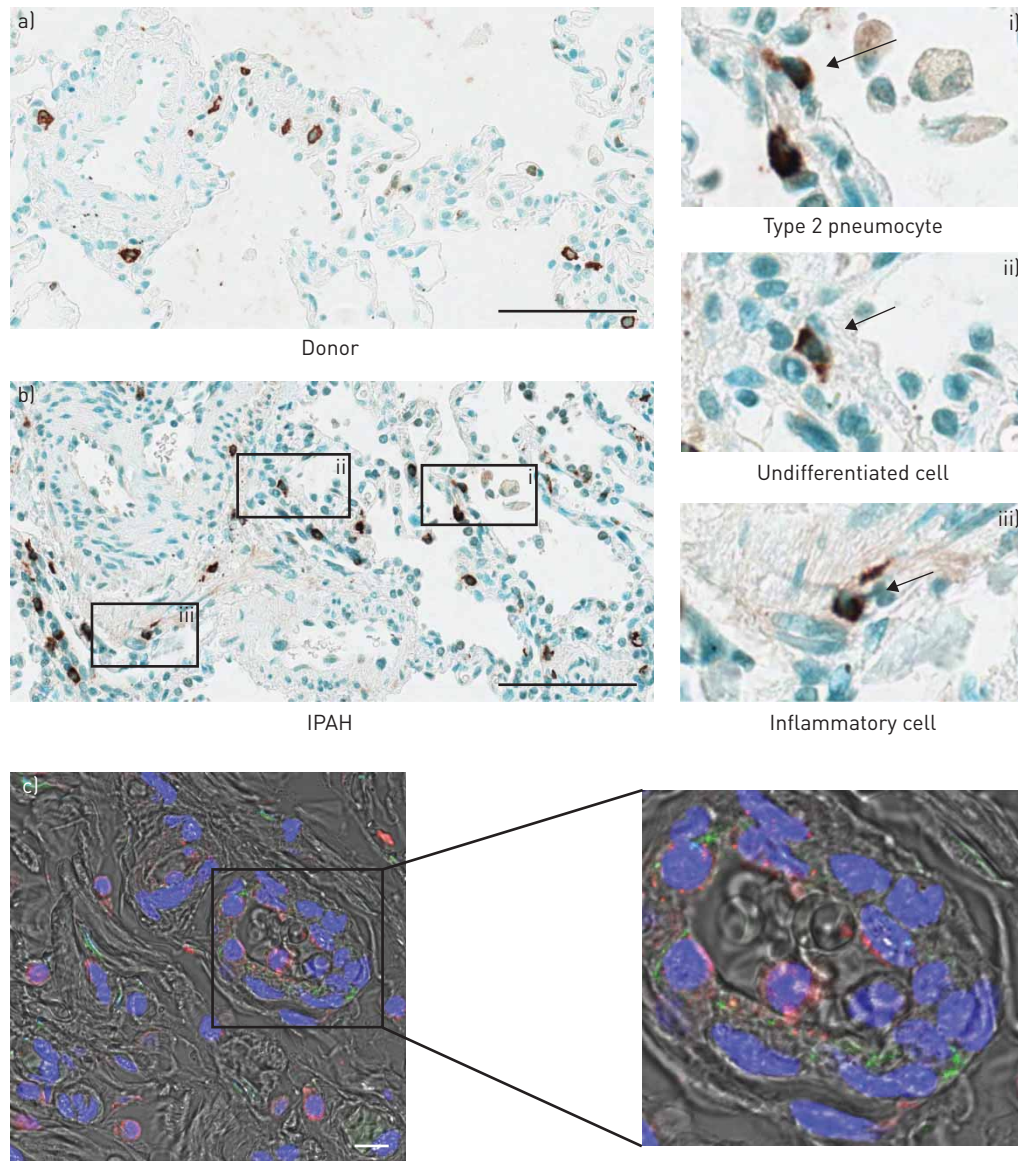 a)
i)
Type 2 pneumocyte
ii)
Donor
b)
ii
i
iii
Undifferentiated cell
iii)
IPAH
Inflammatory cell
c)